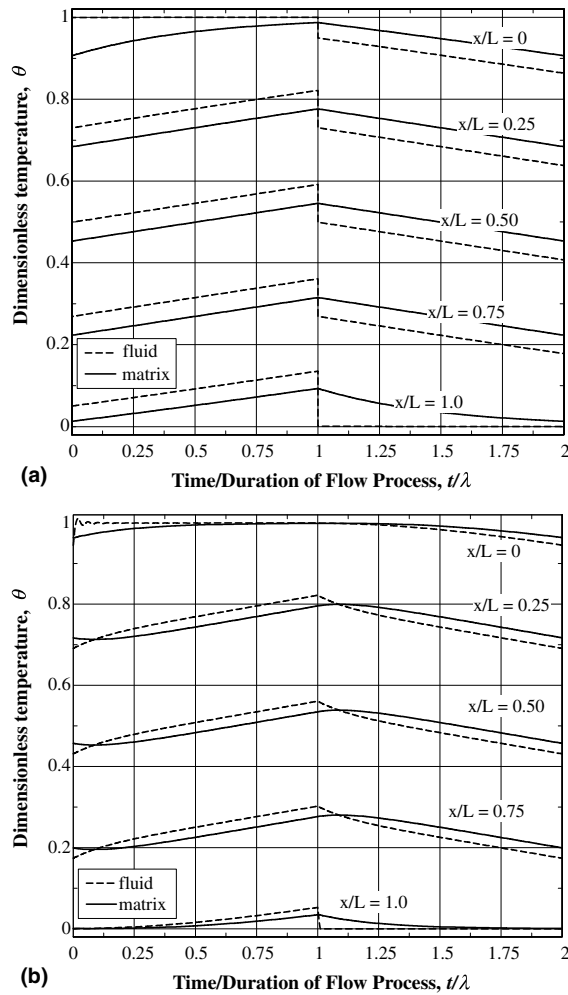 1
0.8
0.6
0.4
0.2
0
Dimensionless temperature, θ
x/L = 0
x/L = 0.25
x/L = 0.50
x/L = 0.75
x/L = 1.0
fluid
matrix
0 0.25 0.5 0.75 1 1.25 1.5 1.75 2
(a)
Time/Duration of Flow Process, t/λ
1
0.8
0.6
0.4
0.2
0
Dimensionless temperature, θ
x/L = 0
x/L = 0.25
x/L = 0.50
x/L = 0.75
x/L = 1.0
fluid
matrix
0 0.25 0.5 0.75 1 1.25 1.5 1.75 2
(b)
Time/Duration of Flow Process, t/λ